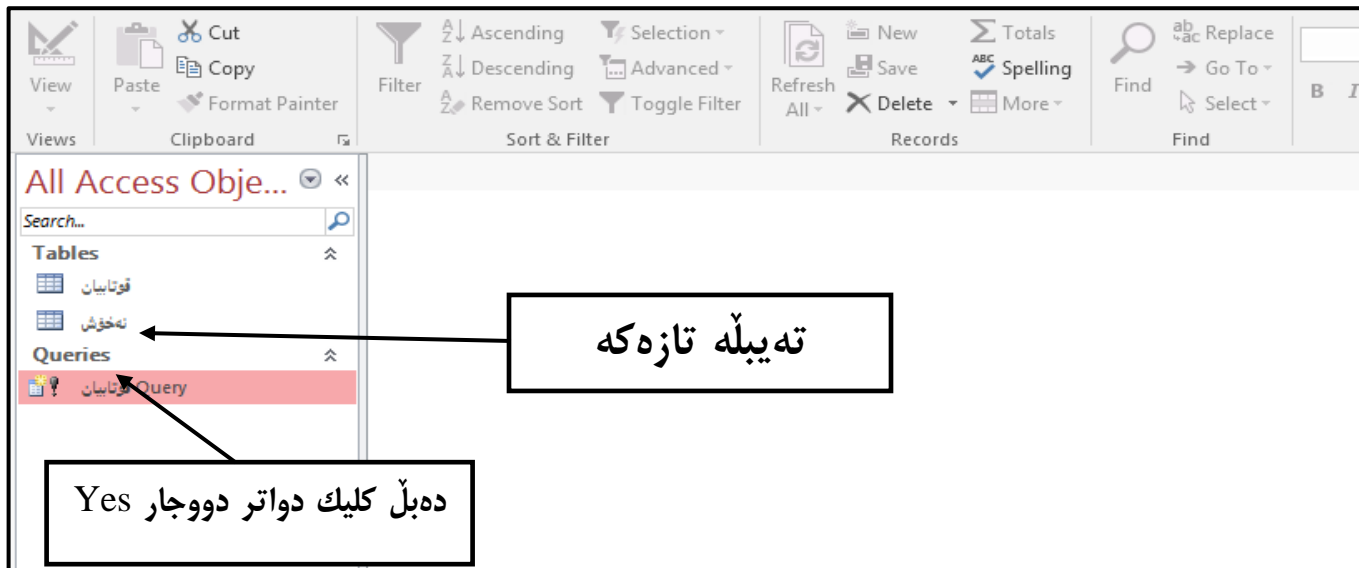 View
Views
Paste
Cut
Copy
Format Painter
Clipboard
Filter
Ascending
Descending
Remove Sort
Selection
Advanced
Toggle Filter
Sort & Filter
Refresh All
New
Save
Delete
Totals
Spelling
More
Records
Find
Replace
Go To
Select
Find
B I
All Access Obje...
Search...
Tables
قوتابیان
نەخۆش
Queries
قوتابیان Query
تەیبڵە تازەکە
دەبڵ کلیك دواتر دووجار Yes